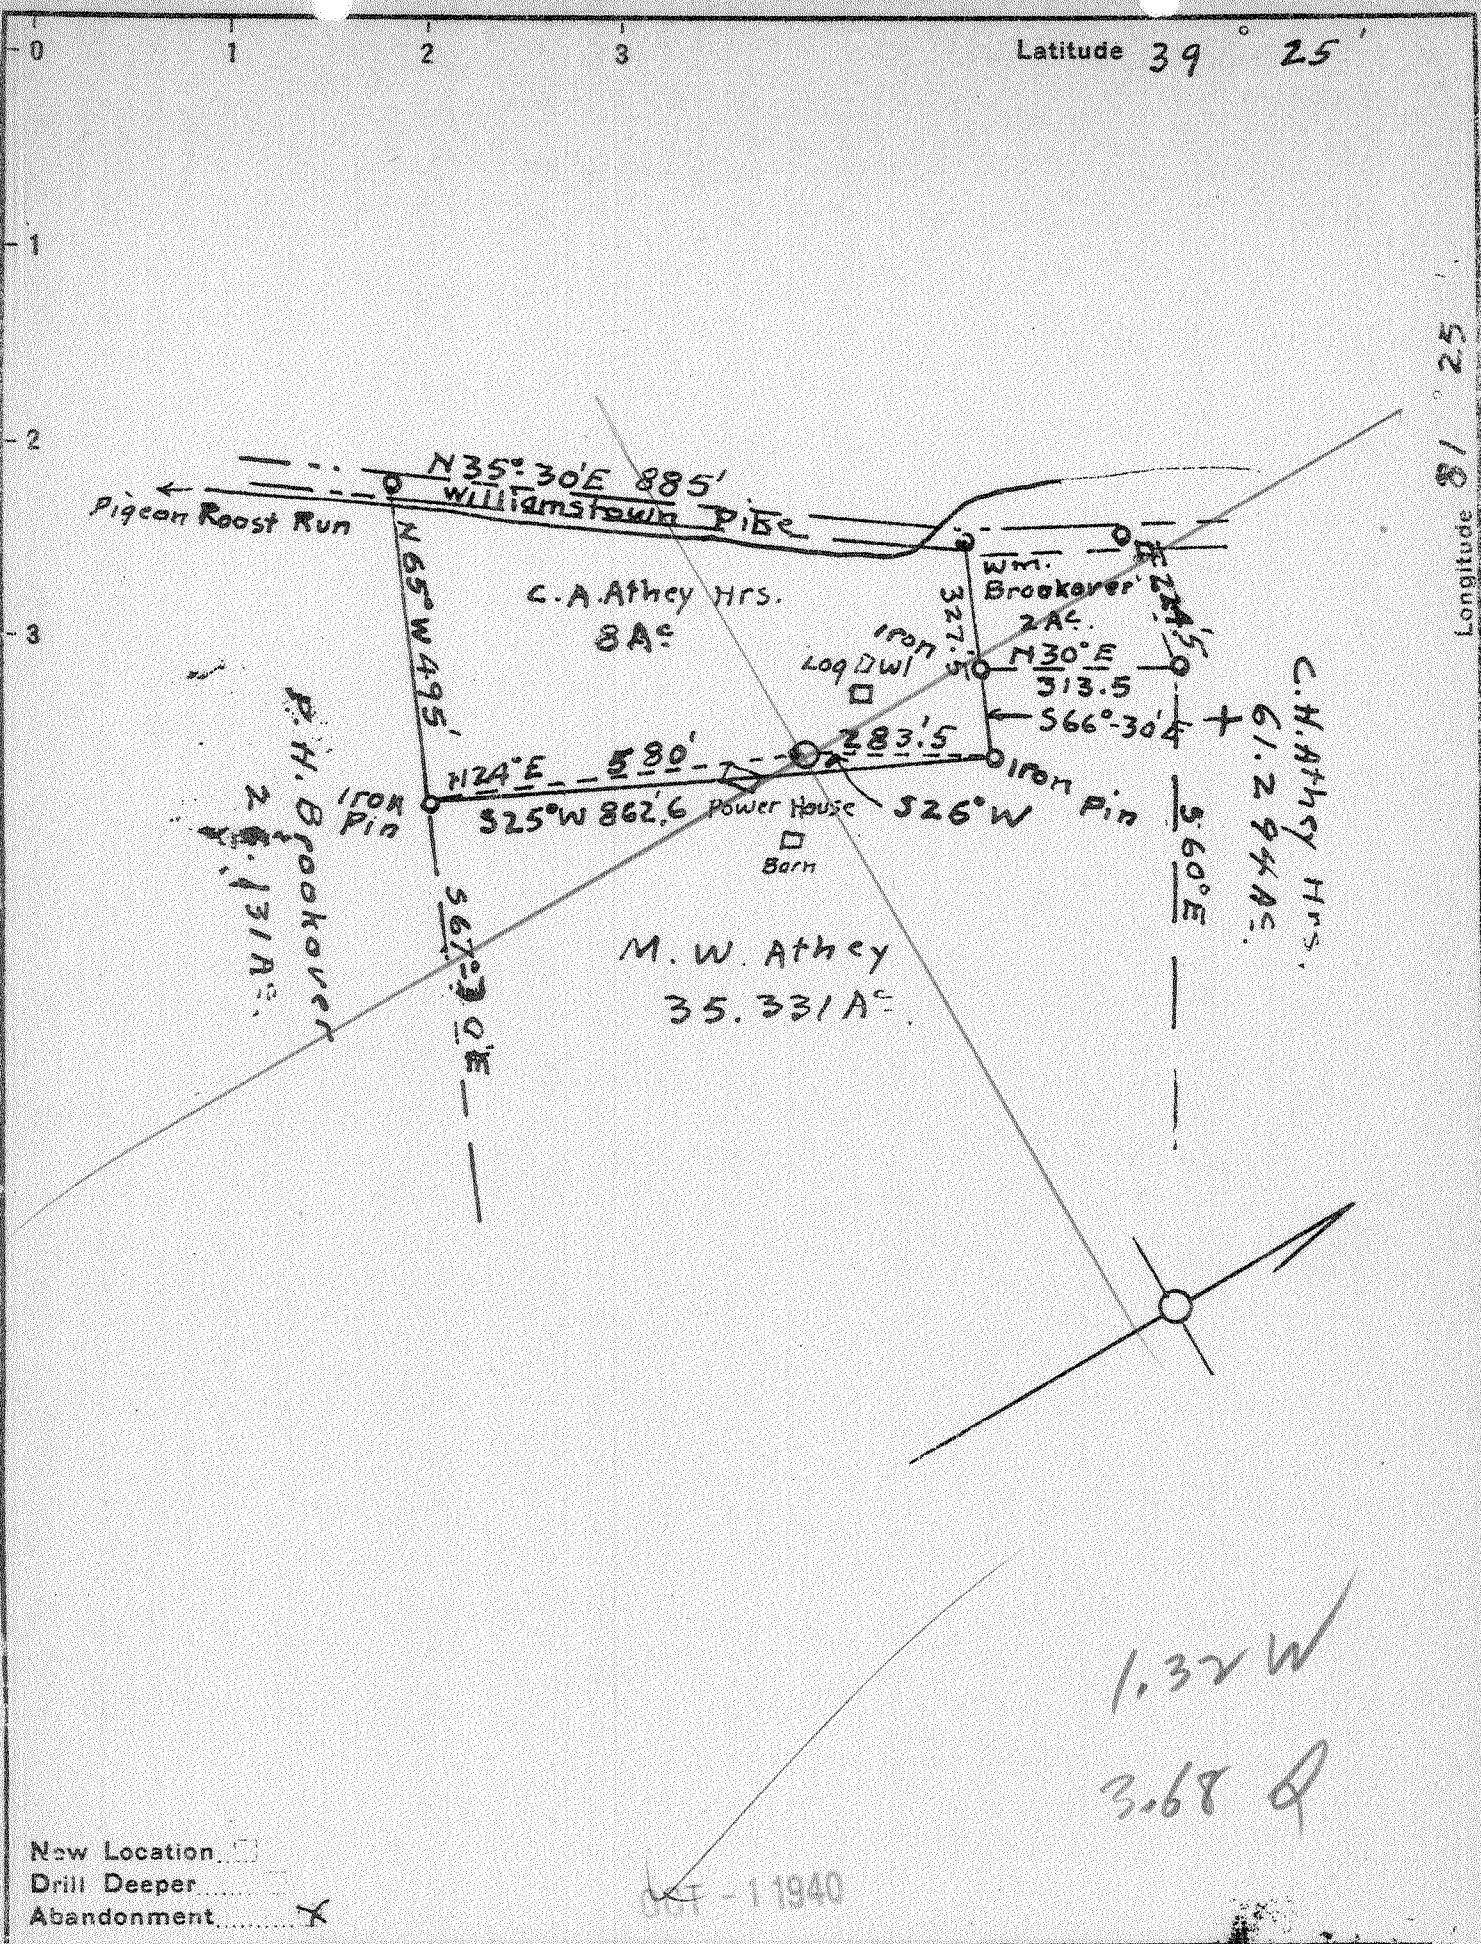 0 1 2 3 Latitude 39° 25'
1
2
3
Longitude 81° 25
N35°-30'E 885'
Williamstown Pike
Pigeon Roost Run
N65°W 495'
C.A. Athey Hrs.
8Ac
Wm.
Brookover
2Ac.
327.5
Iron
Log Dwl
N30°E
313.5
S66°-30'E
+
283.5
580'
N24°E
S25°W 862.6
Iron
Pin
Power House
S26°W
Iron Pin
Barn
P.H. Brookover
S67°-30'E
M.W. Athey
35.331Ac
S60°E
C.H. Athey Hrs.
61.294Ac.
1.32 W
3.68
New Location
Drill Deeper
Abandonment X
OCT - 1 1940